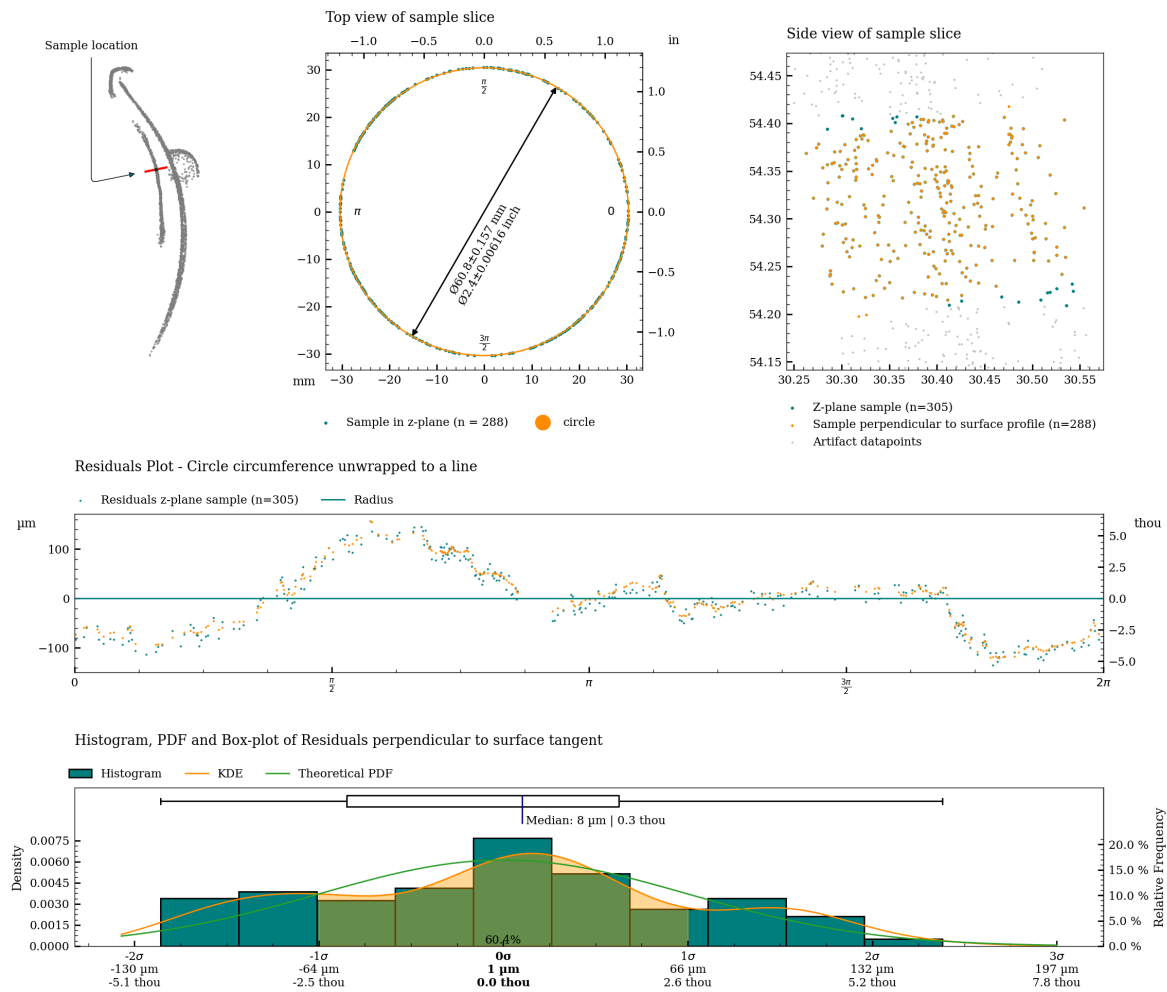 Sample location
Top view of sample slice
−1.0 −0.5 0.0 0.5 1.0 in
30
20
10
0
−10
−20
−30
π/2
π
0
3π/2
Ø60.8±0.157 mm
Ø2.4±0.00616 inch
1.0
0.5
0.0
−0.5
−1.0
mm −30 −20 −10 0 10 20 30
Sample in z-plane (n = 288) circle
Side view of sample slice
54.45
54.40
54.35
54.30
54.25
54.20
54.15
30.25 30.30 30.35 30.40 30.45 30.50 30.55
Z-plane sample (n=305)
Sample perpendicular to surface profile (n=288)
Artifact datapoints
Residuals Plot - Circle circumference unwrapped to a line
Residuals z-plane sample (n=305) Radius
µm
100
0
−100
thou
5.0
2.5
0.0
−2.5
−5.0
0 π/2 π 3π/2 2π
Histogram, PDF and Box-plot of Residuals perpendicular to surface tangent
Histogram KDE Theoretical PDF
Median: 8 µm | 0.3 thou
Density
0.0075
0.0060
0.0045
0.0030
0.0015
0.0000
60.4%
20.0 %
15.0 %
10.0 %
5.0 %
0.0 %
Relative Frequency
-2σ -1σ 0σ 1σ 2σ 3σ
-130 µm -64 µm 1 µm 66 µm 132 µm 197 µm
-5.1 thou -2.5 thou 0.0 thou 2.6 thou 5.2 thou 7.8 thou